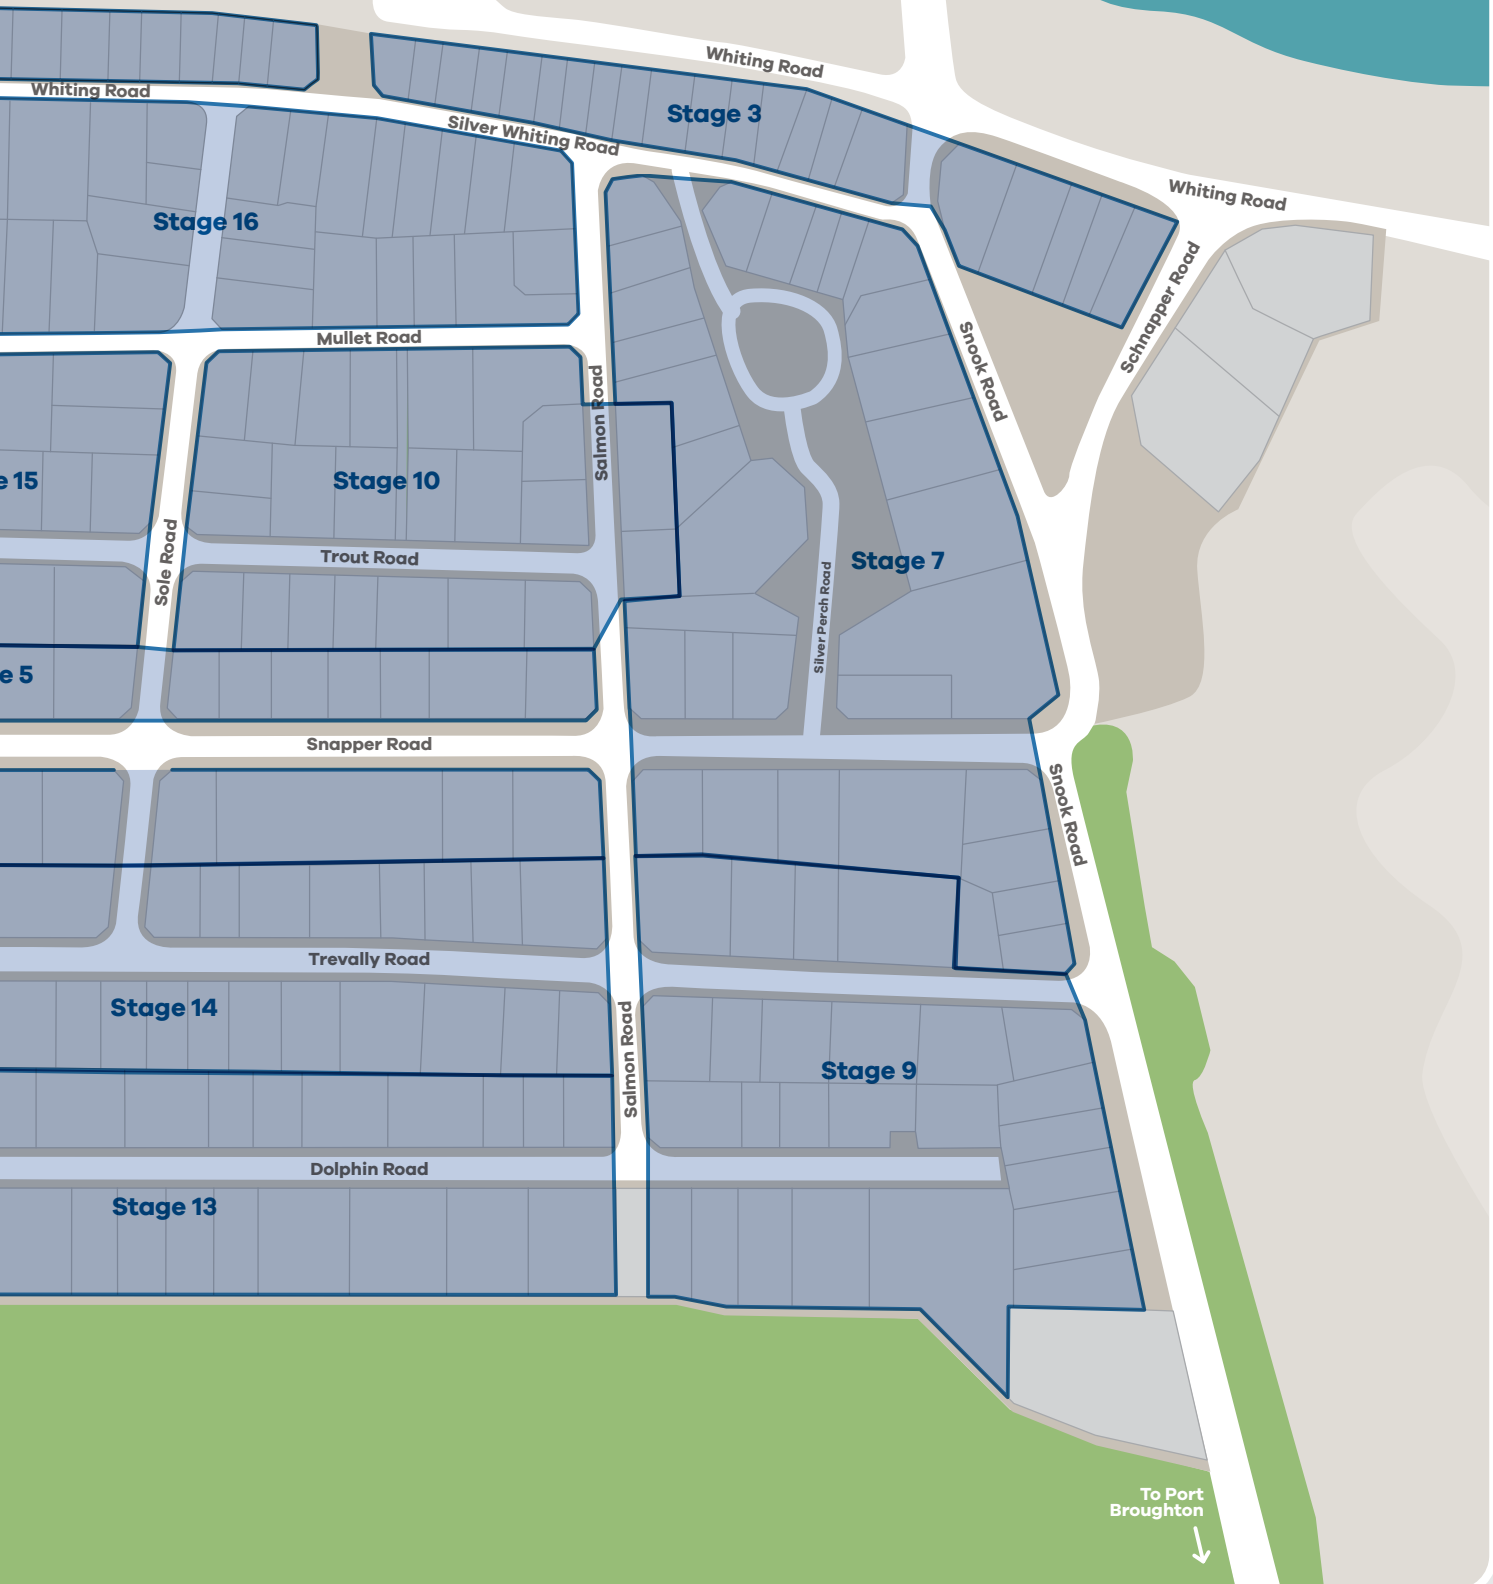 Whiting Road
Whiting Road
Stage 3
Silver Whiting Road
Whiting Road
Stage 16
Schnapper Road
Mullet Road
Snook Road
Salmon Road
e 15
Stage 10
Sole Road
Trout Road
Stage 7
Silver Perch Road
e 5
Snapper Road
Snook Road
Trevally Road
Stage 14
Salmon Road
Stage 9
Dolphin Road
Stage 13
To Port
Broughton